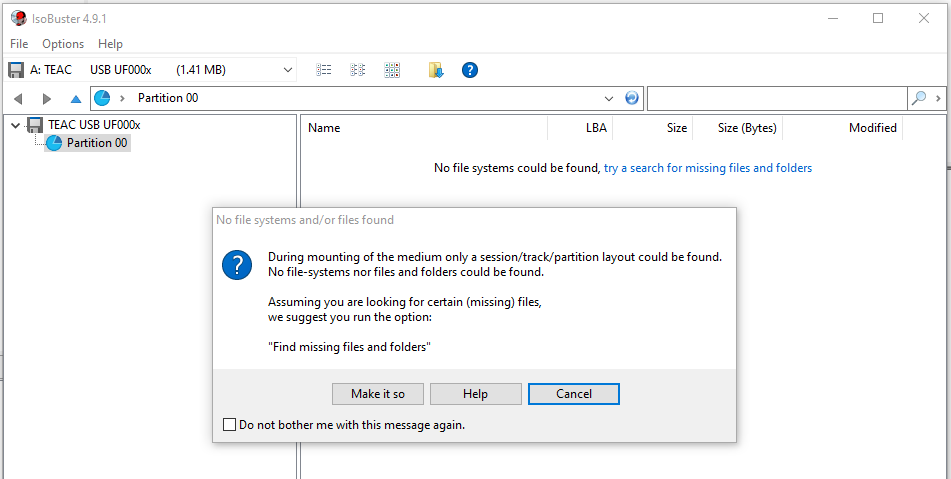 IsoBuster 4.9.1
File Options Help
A: TEAC USB UF000x (1.41 MB)
Partition 00
TEAC USB UF000x
Partition 00
Name LBA Size Size (Bytes) Modified
No file systems could be found, try a search for missing files and folders
No file systems and/or files found
During mounting of the medium only a session/track/partition layout could be found.
No file-systems nor files and folders could be found.
Assuming you are looking for certain (missing) files,
we suggest you run the option:
"Find missing files and folders"
Make it so Help Cancel
Do not bother me with this message again.